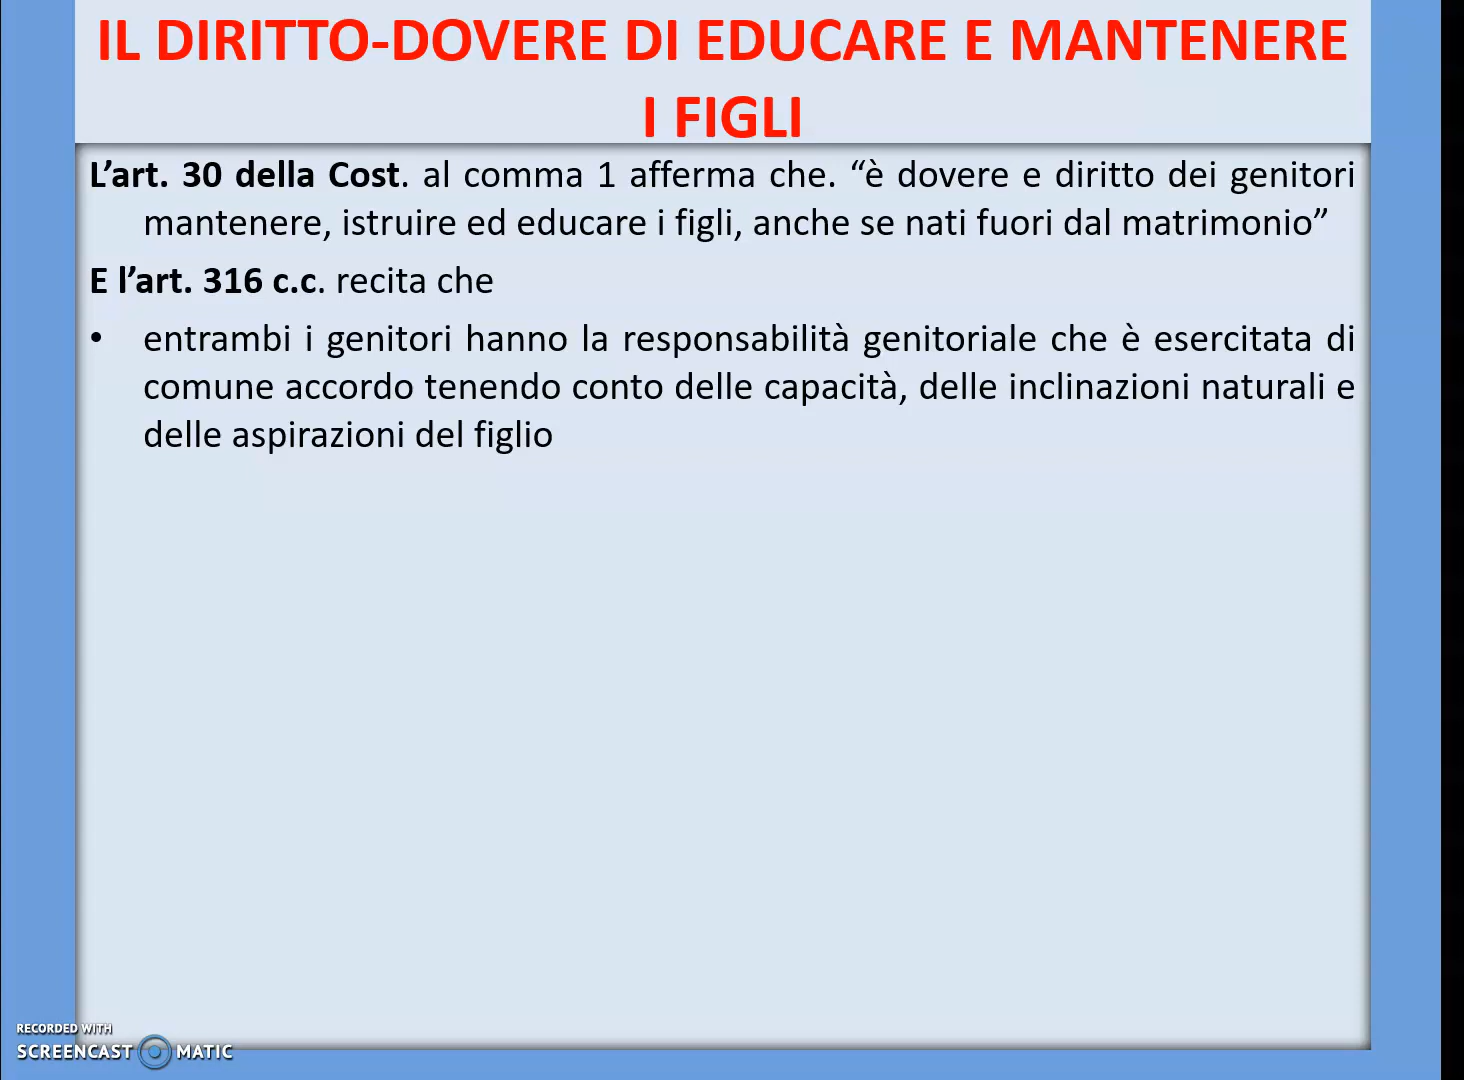 IL DIRITTO-DOVERE DI EDUCARE E MANTENERE
I FIGLI
L’art. 30 della Cost. al comma 1 afferma che. “è dovere e diritto dei genitori
mantenere, istruire ed educare i figli, anche se nati fuori dal matrimonio”
E l’art. 316 c.c. recita che
• entrambi i genitori hanno la responsabilità genitoriale che è esercitata di
comune accordo tenendo conto delle capacità, delle inclinazioni naturali e
delle aspirazioni del figlio
RECORDED WITH
SCREENCAST MATIC